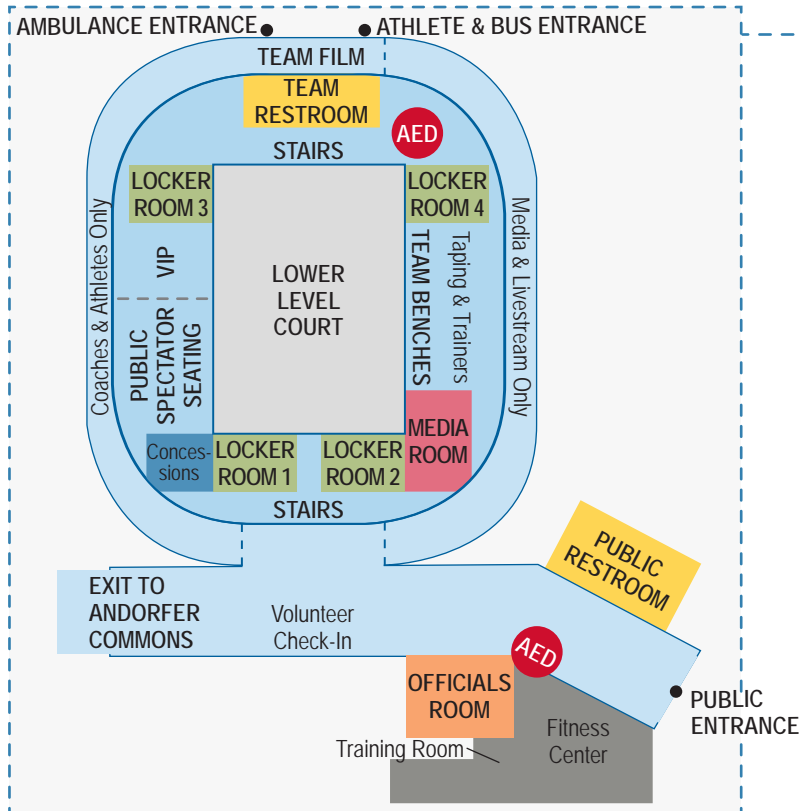 AMBULANCE ENTRANCE
ATHLETE & BUS ENTRANCE
TEAM FILM
TEAM
RESTROOM
AED
STAIRS
LOCKER
ROOM 3
LOCKER
ROOM 4
Coaches & Athletes Only
VIP
PUBLIC
SPECTATOR
SEATING
LOWER
LEVEL
COURT
TEAM BENCHES
Taping & Trainers
Media & Livestream Only
Conces-
sions
LOCKER
ROOM 1
LOCKER
ROOM 2
MEDIA
ROOM
STAIRS
PUBLIC
RESTROOM
EXIT TO
ANDORFER
COMMONS
Volunteer
Check-In
AED
OFFICIALS
ROOM
PUBLIC
ENTRANCE
Fitness
Center
Training Room